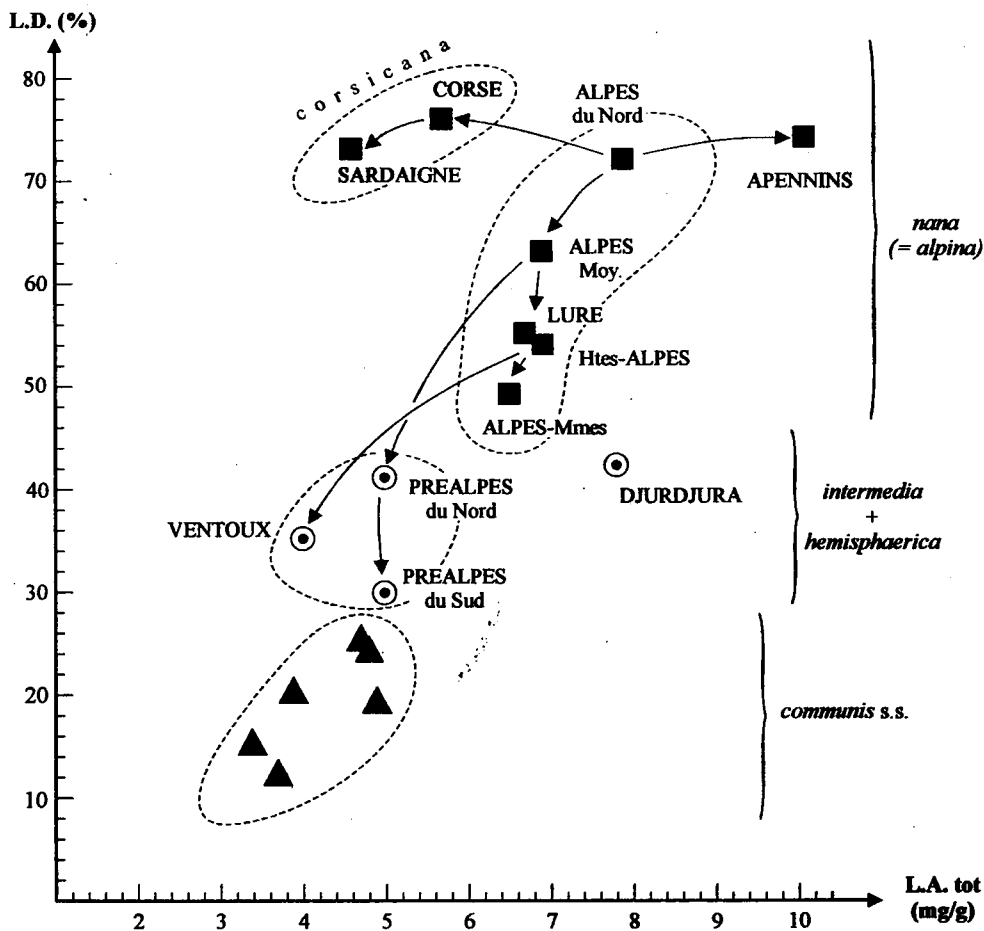 L.D. (%)
80
70
60
50
40
30
20
10
corsicana
CORSE
SARDAIGNE
ALPES
du Nord
APENNINS
ALPES
Moy.
LURE
Htes-ALPES
ALPES-Mmes
nana
(= alpina)
PREALPES
du Nord
DJURDJURA
VENTOUX
PREALPES
du Sud
intermedia
+
hemisphaerica
communis s.s.
2 3 4 5 6 7 8 9 10
L.A. tot
(mg/g)